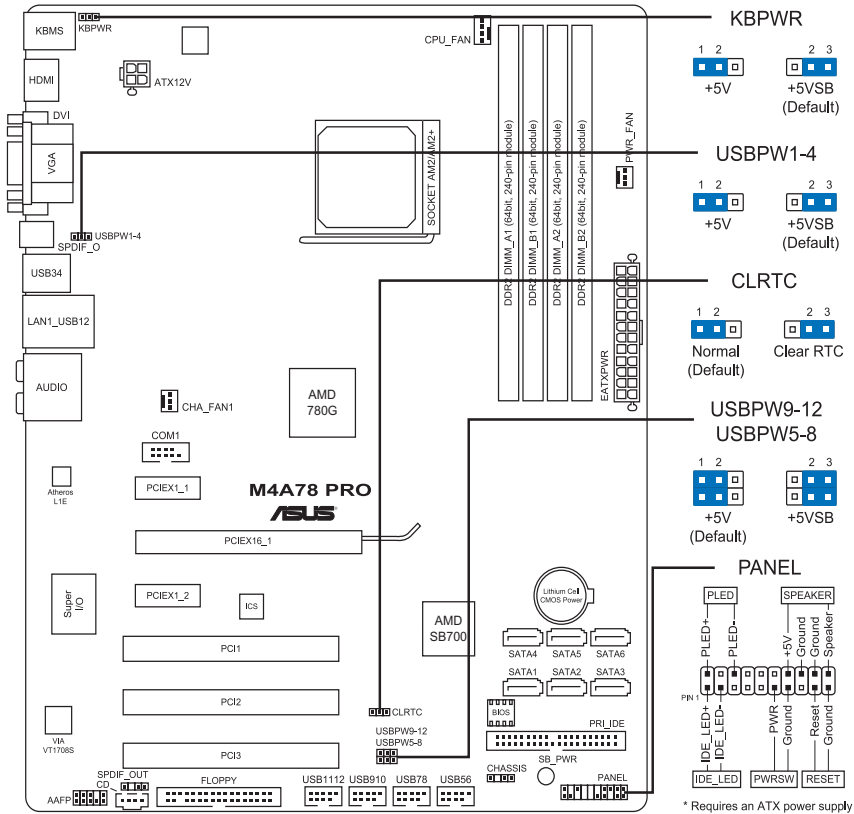 KBMS
KBPWR
CPU_FAN
KBPWR
1 2
2 3
+5V
+5VSB
(Default)
HDMI
ATX12V
DVI
VGA
SOCKET AM2/AM2+
DDR2 DIMM_A1 (64bit, 240-pin module)
DDR2 DIMM_B1 (64bit, 240-pin module)
DDR2 DIMM_A2 (64bit, 240-pin module)
DDR2 DIMM_B2 (64bit, 240-pin module)
PWR_FAN
USBPW1-4
1 2
2 3
+5V
+5VSB
(Default)
USBPW1-4
SPDIF_O
USB34
LAN1_USB12
EATXPWR
CLRTC
1 2
2 3
Normal
(Default)
Clear RTC
AUDIO
CHA_FAN1
AMD
780G
USBPW9-12
USBPW5-8
1 2
2 3
+5V
(Default)
+5VSB
COM1
Atheros
L1E
PCIEX1_1
M4A78 PRO
ASUS
PCIEX16_1
Super
I/O
PCIEX1_2
ICS
AMD
SB700
Lithium Cell
CMOS Power
SATA4
SATA5
SATA6
SATA1
SATA2
SATA3
PCI1
PCI2
PCI3
CLRTC
USBPW9-12
USBPW5-8
BIOS
PRI_IDE
VIA
VT1708S
SPDIF_OUT
CD
AAFP
FLOPPY
USB1112
USB910
USB78
USB56
CHASSIS
SB_PWR
PANEL
PANEL
PLED
SPEAKER
PLED+
PLED-
+5V
Ground
Ground
Speaker
PIN 1
IDE_LED+
IDE_LED-
PWR
Ground
Reset
Ground
IDE_LED
PWRSW
RESET
* Requires an ATX power supply